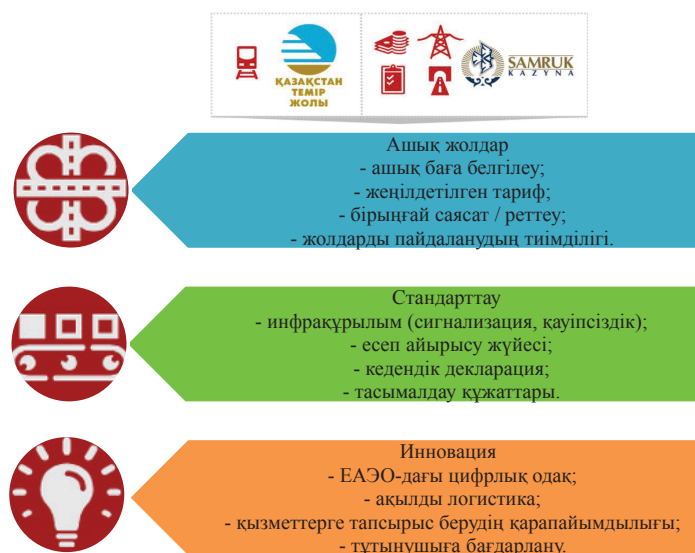 ҚАЗАҚСТАН
ТЕМІР
ЖОЛЫ
SAMRUK
KAZYNA
Ашық жолдар
- ашық баға белгілеу;
- жеңілдетілген тариф;
- бірыңғай саясат / реттеу;
- жолдарды пайдаланудың тиімділігі.
Стандарттау
- инфрақұрылым (сигнализация, қауіпсіздік);
- есеп айырысу жүйесі;
- кедендік декларация;
- тасымалдау құжаттары.
Инновация
- ЕАЭО-дағы цифрлық одақ;
- ақылды логистика;
- қызметтерге тапсырыс берудің қарапайымдылығы;
- тұтынушыға бағдарлану.